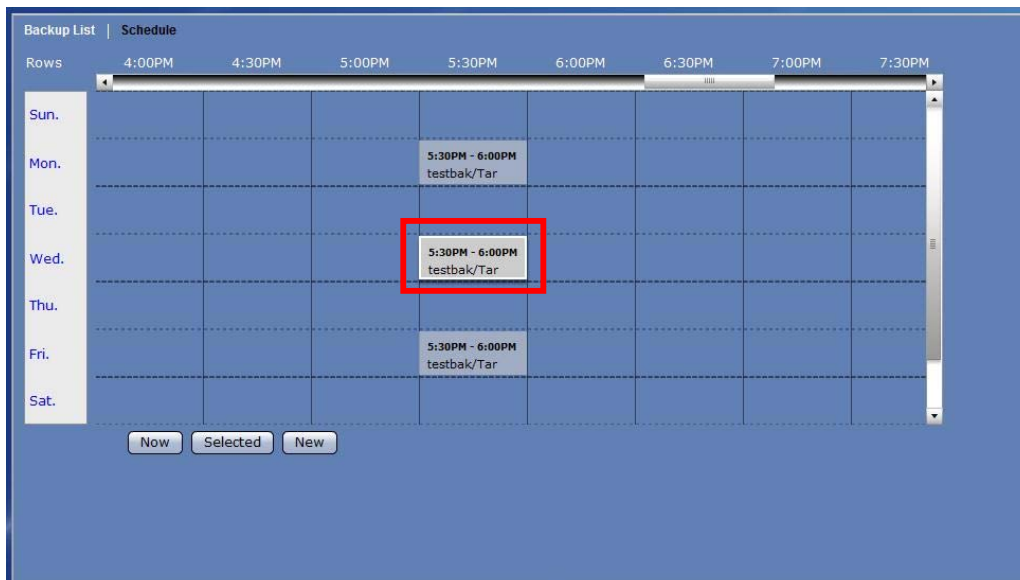 Backup List | Schedule
Rows 4:00PM 4:30PM 5:00PM 5:30PM 6:00PM 6:30PM 7:00PM 7:30PM
Sun.
Mon.
5:30PM - 6:00PM
testbak/Tar
Tue.
Wed.
5:30PM - 6:00PM
testbak/Tar
Thu.
Fri.
5:30PM - 6:00PM
testbak/Tar
Sat.
Now Selected New